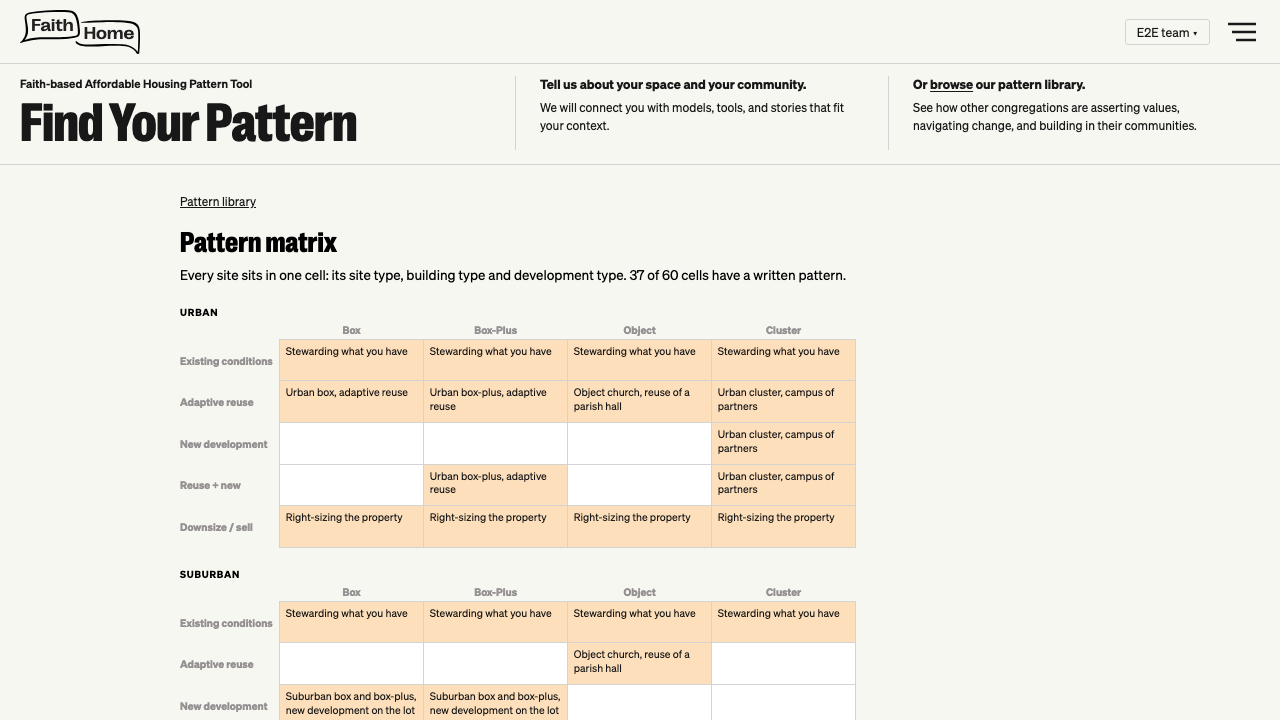 Faith
Home
E2E team ▾
Faith-based Affordable Housing Pattern Tool
Find Your Pattern
Tell us about your space and your community.
We will connect you with models, tools, and stories that fit
your context.
Or browse our pattern library.
See how other congregations are asserting values,
navigating change, and building in their communities.
Pattern library
Pattern matrix
Every site sits in one cell: its site type, building type and development type. 37 of 60 cells have a written pattern.
URBAN
Box Box-Plus Object Cluster
Existing conditions Stewarding what you have Stewarding what you have Stewarding what you have Stewarding what you have
Adaptive reuse Urban box, adaptive reuse Urban box-plus, adaptive reuse Object church, reuse of a parish hall Urban cluster, campus of partners
New development Urban cluster, campus of partners
Reuse + new Urban box-plus, adaptive reuse Urban cluster, campus of partners
Downsize / sell Right-sizing the property Right-sizing the property Right-sizing the property Right-sizing the property
SUBURBAN
Box Box-Plus Object Cluster
Existing conditions Stewarding what you have Stewarding what you have Stewarding what you have Stewarding what you have
Adaptive reuse Object church, reuse of a parish hall
New development Suburban box and box-plus, new development on the lot Suburban box and box-plus, new development on the lot